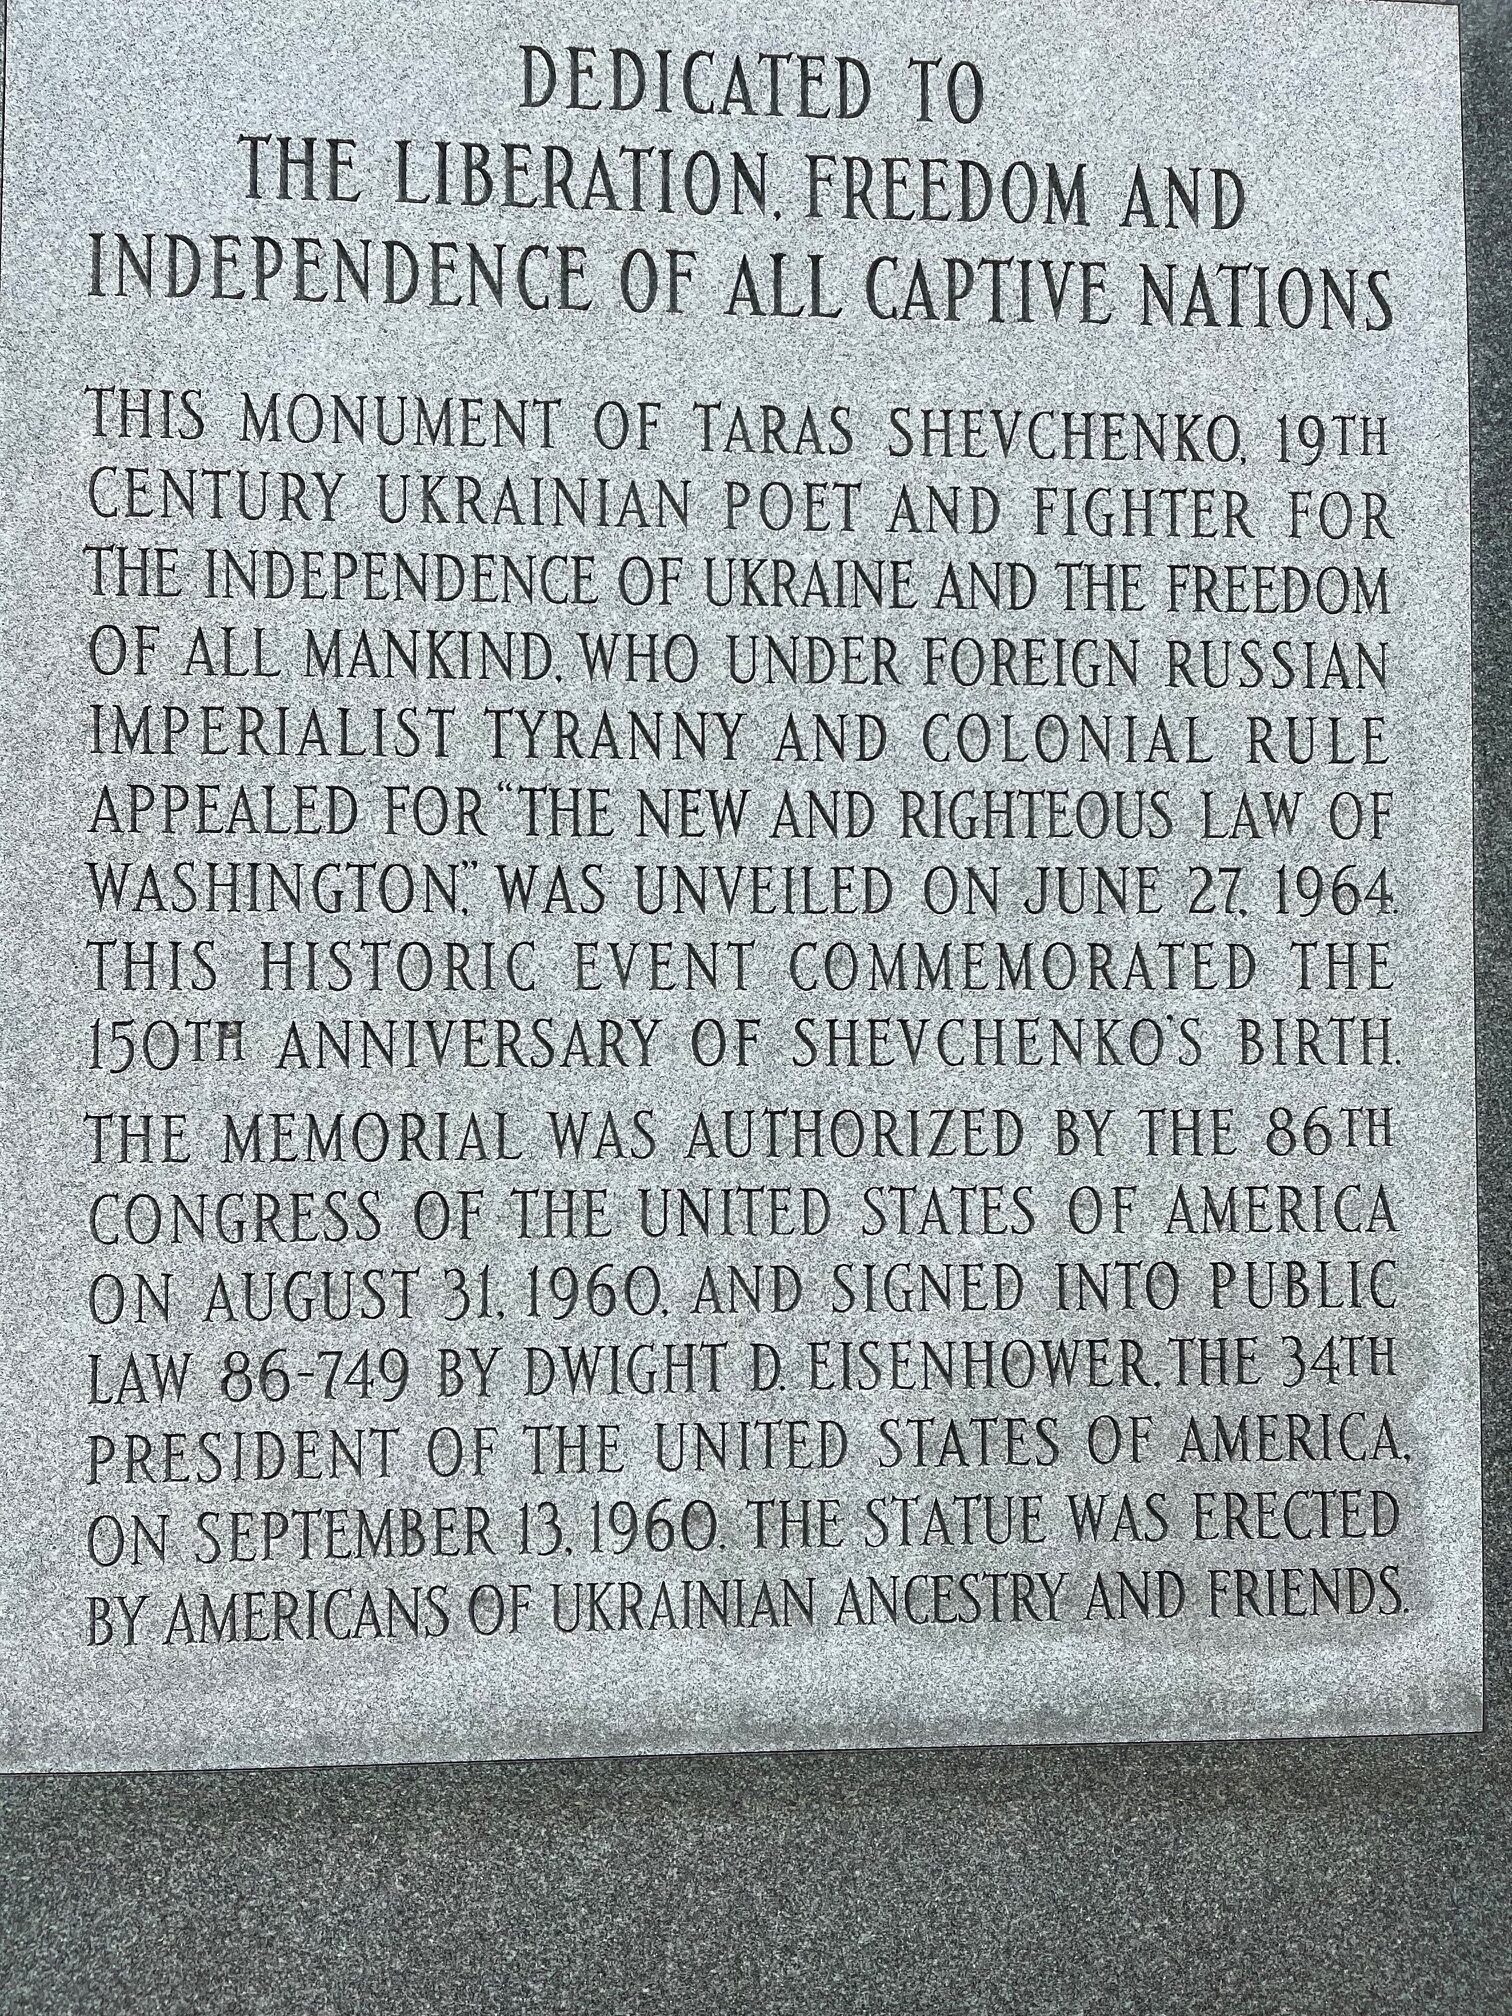 DEDICATED TO
THE LIBERATION, FREEDOM AND
INDEPENDENCE OF ALL CAPTIVE NATIONS
THIS MONUMENT OF TARAS SHEVCHENKO, 19TH
CENTURY UKRAINIAN POET AND FIGHTER FOR
THE INDEPENDENCE OF UKRAINE AND THE FREEDOM
OF ALL MANKIND, WHO UNDER FOREIGN RUSSIAN
IMPERIALIST TYRANNY AND COLONIAL RULE
APPEALED FOR “THE NEW AND RIGHTEOUS LAW OF
WASHINGTON,” WAS UNVEILED ON JUNE 27, 1964.
THIS HISTORIC EVENT COMMEMORATED THE
150TH ANNIVERSARY OF SHEVCHENKO'S BIRTH.
THE MEMORIAL WAS AUTHORIZED BY THE 86TH
CONGRESS OF THE UNITED STATES OF AMERICA
ON AUGUST 31, 1960, AND SIGNED INTO PUBLIC
LAW 86-749 BY DWIGHT D. EISENHOWER, THE 34TH
PRESIDENT OF THE UNITED STATES OF AMERICA,
ON SEPTEMBER 13, 1960. THE STATUE WAS ERECTED
BY AMERICANS OF UKRAINIAN ANCESTRY AND FRIENDS.